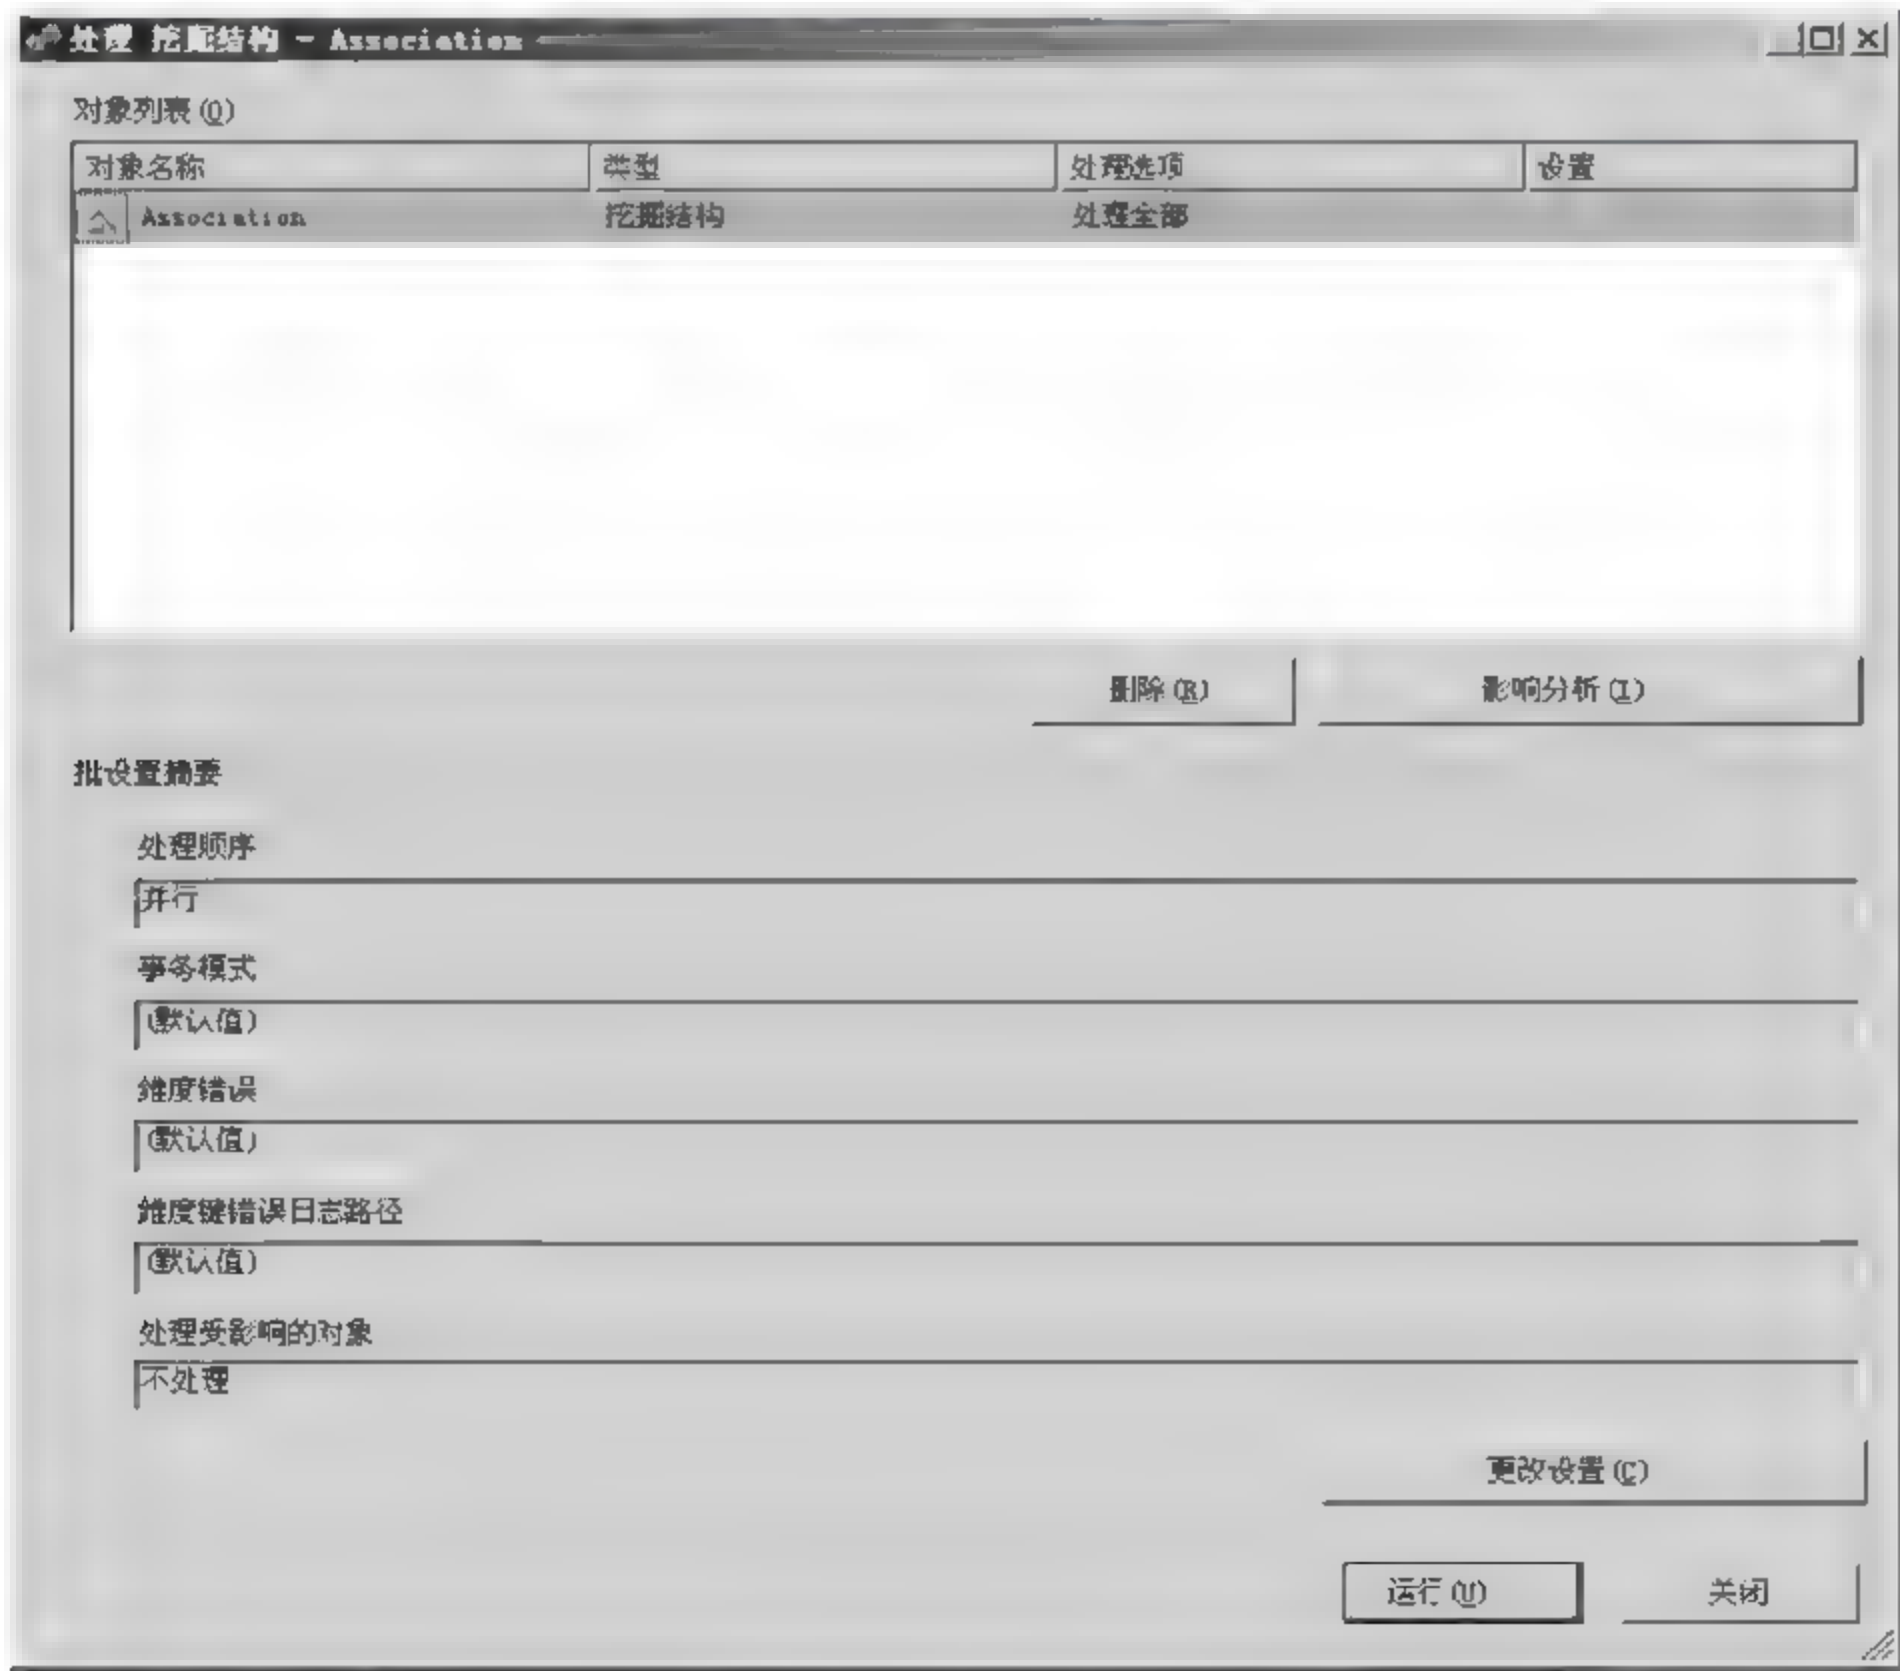 处理 挖掘结构 - Association
对象列表(O)
对象名称 类型 处理选项 设置
Association 挖掘结构 处理全部
删除(R) 影响分析(I)
批设置摘要
处理顺序
并行
事务模式
(默认值)
维度错误
(默认值)
维度键错误日志路径
(默认值)
处理受影响的对象
不处理
更改设置(C)
运行(U) 关闭